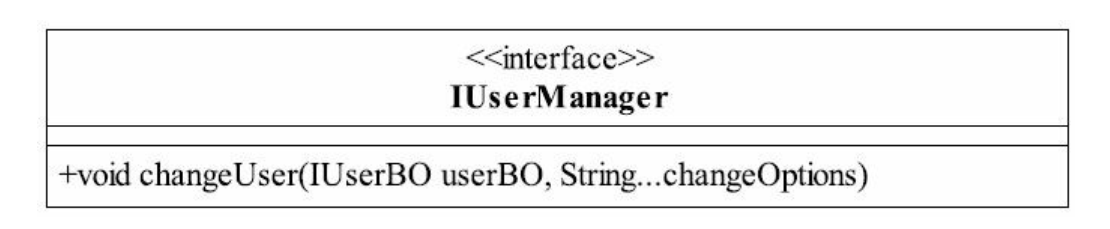 <<interface>>
IUserManager
+void changeUser(IUserBO userBO, String...changeOptions)